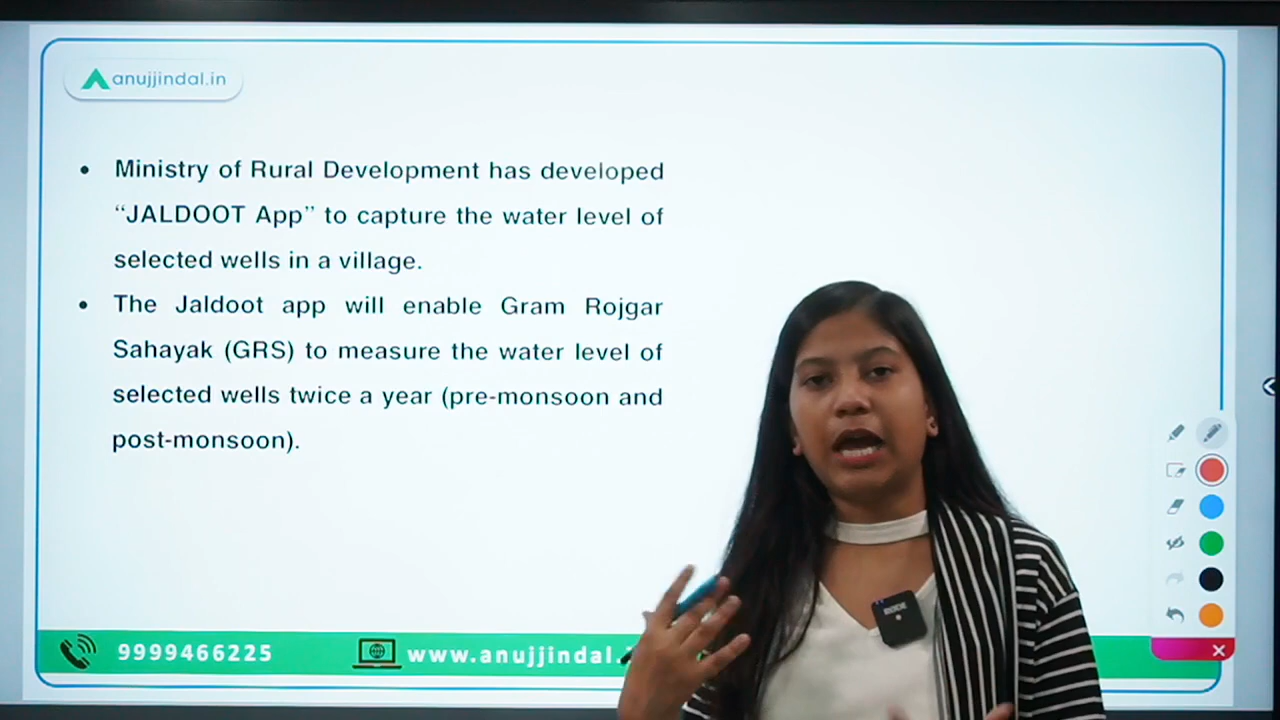 anujjindal.in
• Ministry of Rural Development has developed
“JALDOOT App” to capture the water level of
selected wells in a village.
• The Jaldoot app will enable Gram Rojgar
Sahayak (GRS) to measure the water level of
selected wells twice a year (pre-monsoon and
post-monsoon).
9999466225
www.anujjindal.